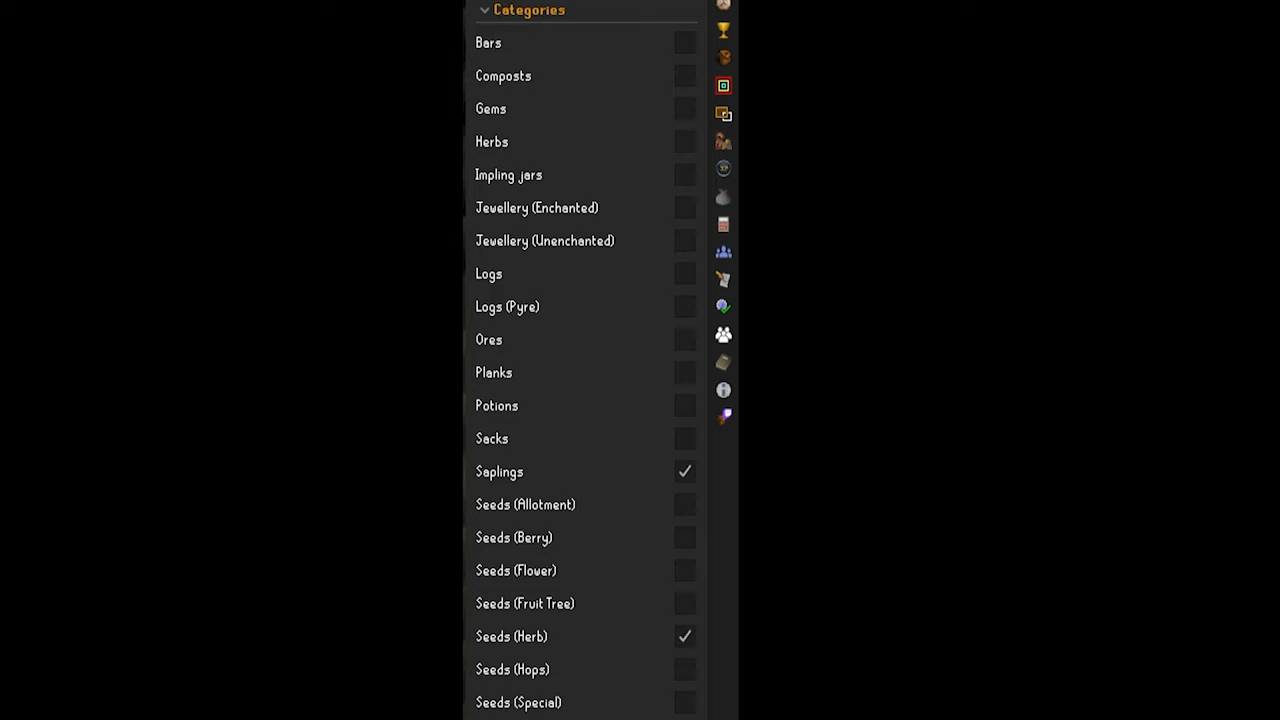 Categories
Bars
Composts
Gems
Herbs
Impling jars
Jewellery (Enchanted)
Jewellery (Unenchanted)
Logs
Logs (Pyre)
Ores
Planks
Potions
Sacks
Saplings
Seeds (Allotment)
Seeds (Berry)
Seeds (Flower)
Seeds (Fruit Tree)
Seeds (Herb)
Seeds (Hops)
Seeds (Special)